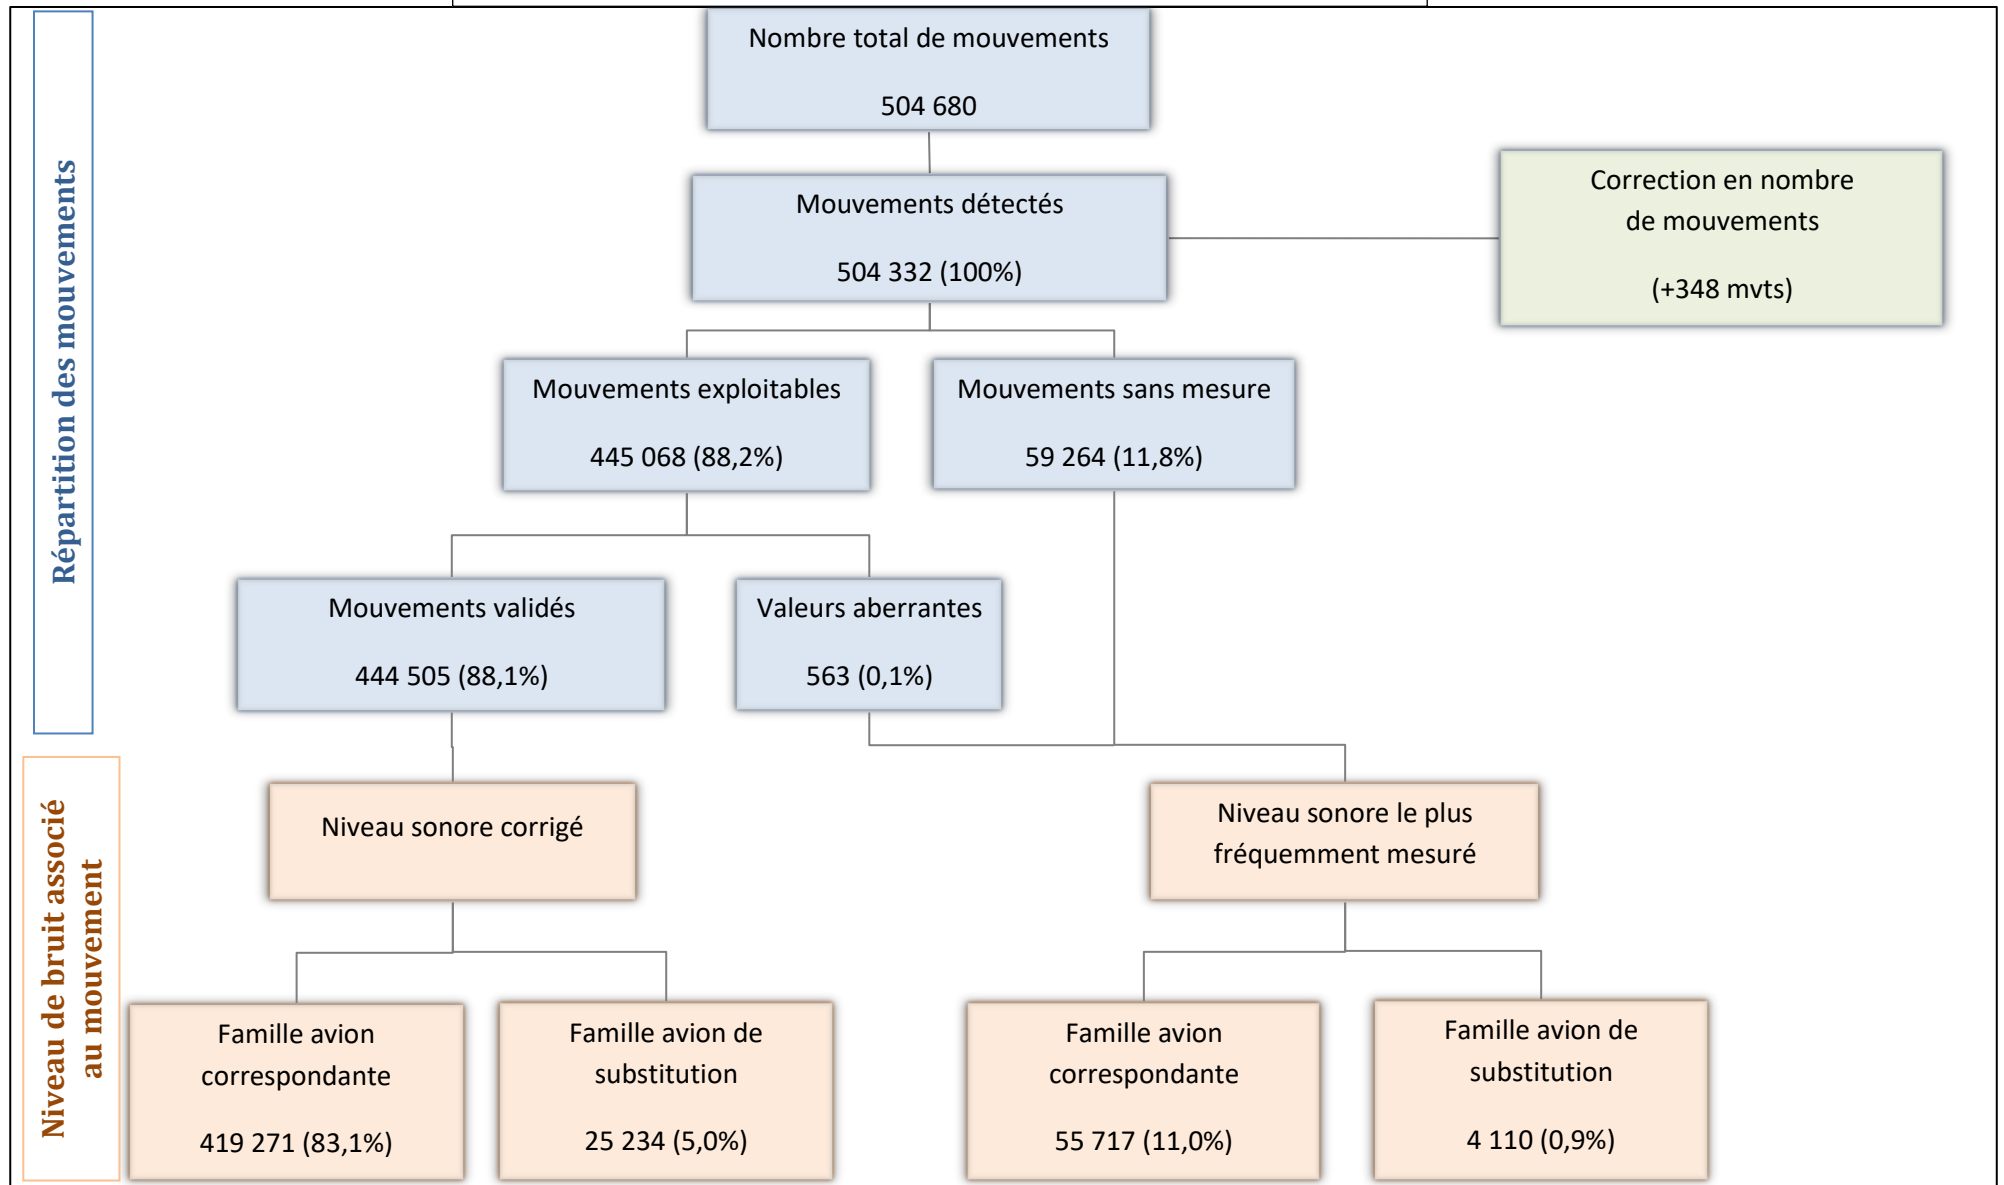 Nombre total de mouvements
504 680
Répartition des mouvements
Mouvements détectés
504 332 (100%)
Correction en nombre
de mouvements
(+348 mvts)
Mouvements exploitables
445 068 (88,2%)
Mouvements sans mesure
59 264 (11,8%)
Mouvements validés
444 505 (88,1%)
Valeurs aberrantes
563 (0,1%)
Niveau de bruit associé
au mouvement
Niveau sonore corrigé
Niveau sonore le plus
fréquemment mesuré
Famille avion
correspondante
419 271 (83,1%)
Famille avion de
substitution
25 234 (5,0%)
Famille avion
correspondante
55 717 (11,0%)
Famille avion de
substitution
4 110 (0,9%)